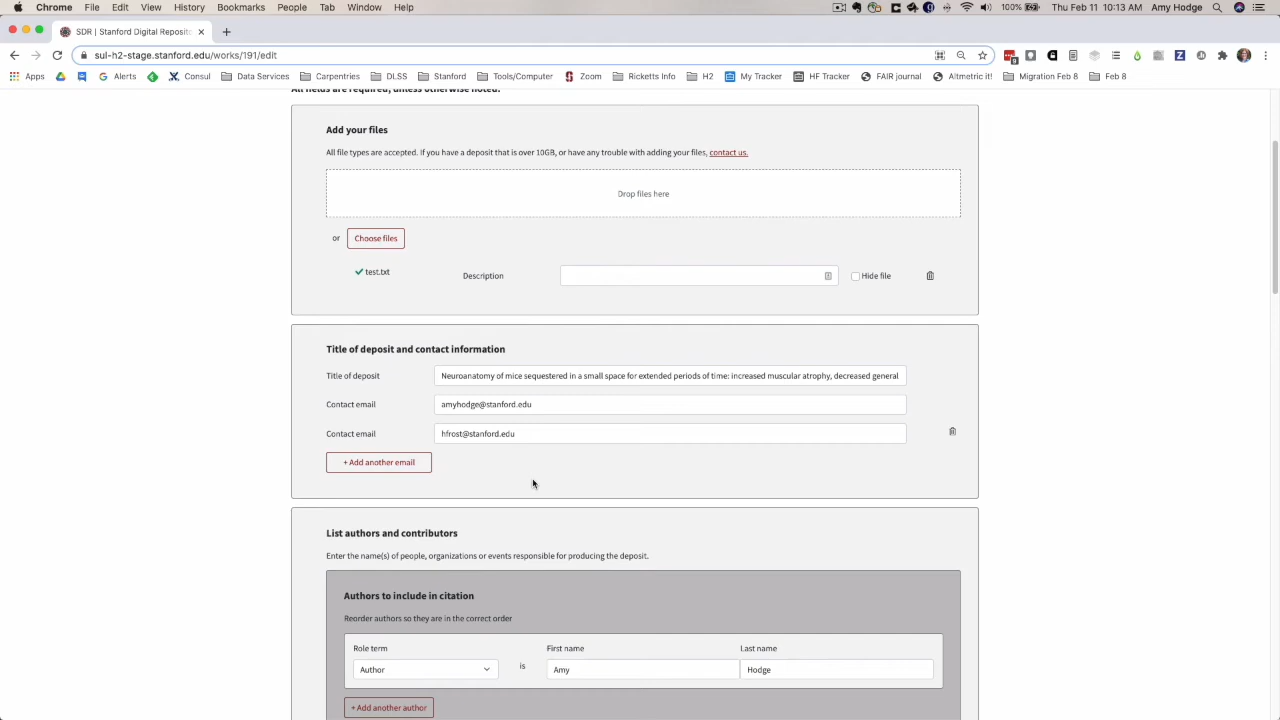 Chrome File Edit View History Bookmarks People Tab Window Help 100% Thu Feb 11 10:13 AM Amy Hodge
SDR | Stanford Digital Reposito
sul-h2-stage.stanford.edu/works/191/edit
Apps Alerts Consul Data Services Carpentries DLSS Stanford Tools/Computer Zoom Ricketts Info H2 My Tracker HF Tracker FAIR journal Altmetric it! Migration Feb 8 Feb 8
All fields are required, unless otherwise noted.
Add your files
All file types are accepted. If you have a deposit that is over 10GB, or have any trouble with adding your files, contact us.
Drop files here
or Choose files
test.txt Description Hide file
Title of deposit and contact information
Title of deposit Neuroanatomy of mice sequestered in a small space for extended periods of time: increased muscular atrophy, decreased general
Contact email amyhodge@stanford.edu
Contact email hfrost@stanford.edu
+ Add another email
List authors and contributors
Enter the name(s) of people, organizations or events responsible for producing the deposit.
Authors to include in citation
Reorder authors so they are in the correct order
Role term First name Last name
Author is Amy Hodge
+ Add another author